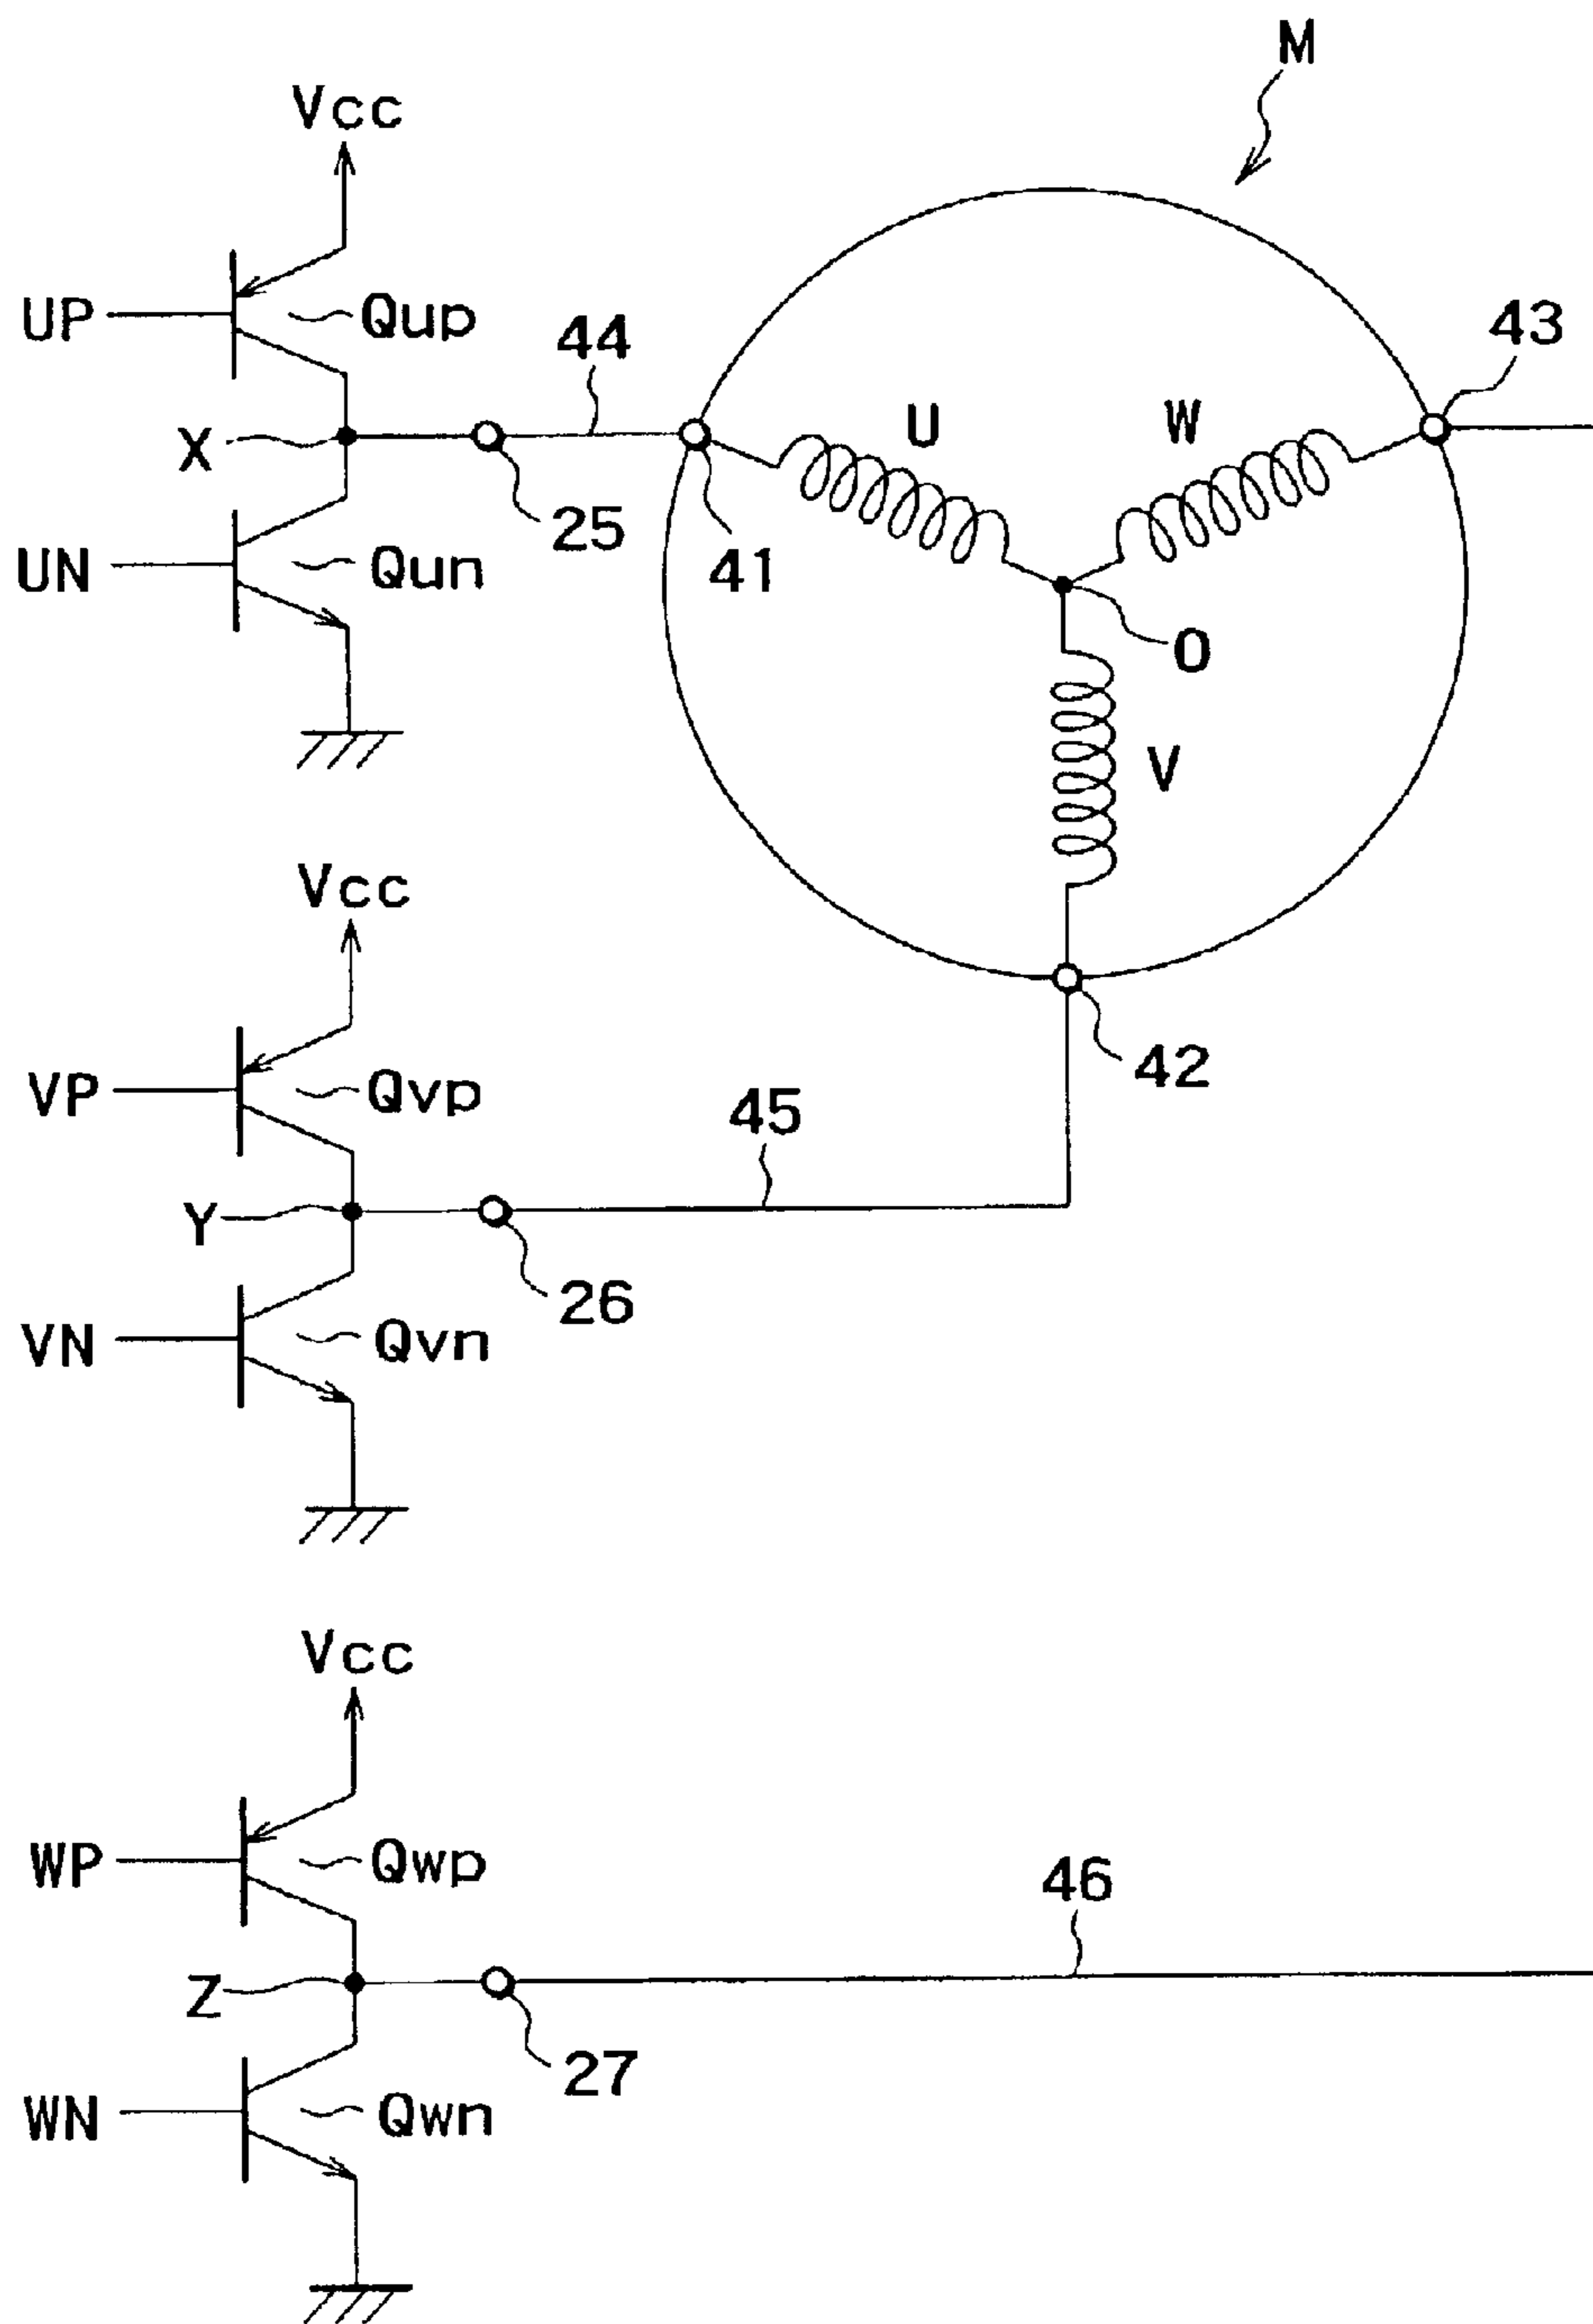 M
Vcc
UP
Qup
44
43
U
W
X
25
41
UN
Qun
O
V
Vcc
42
VP
Qvp
45
Y
26
VN
Qvn
Vcc
WP
Qwp
46
Z
27
WN
Qwn